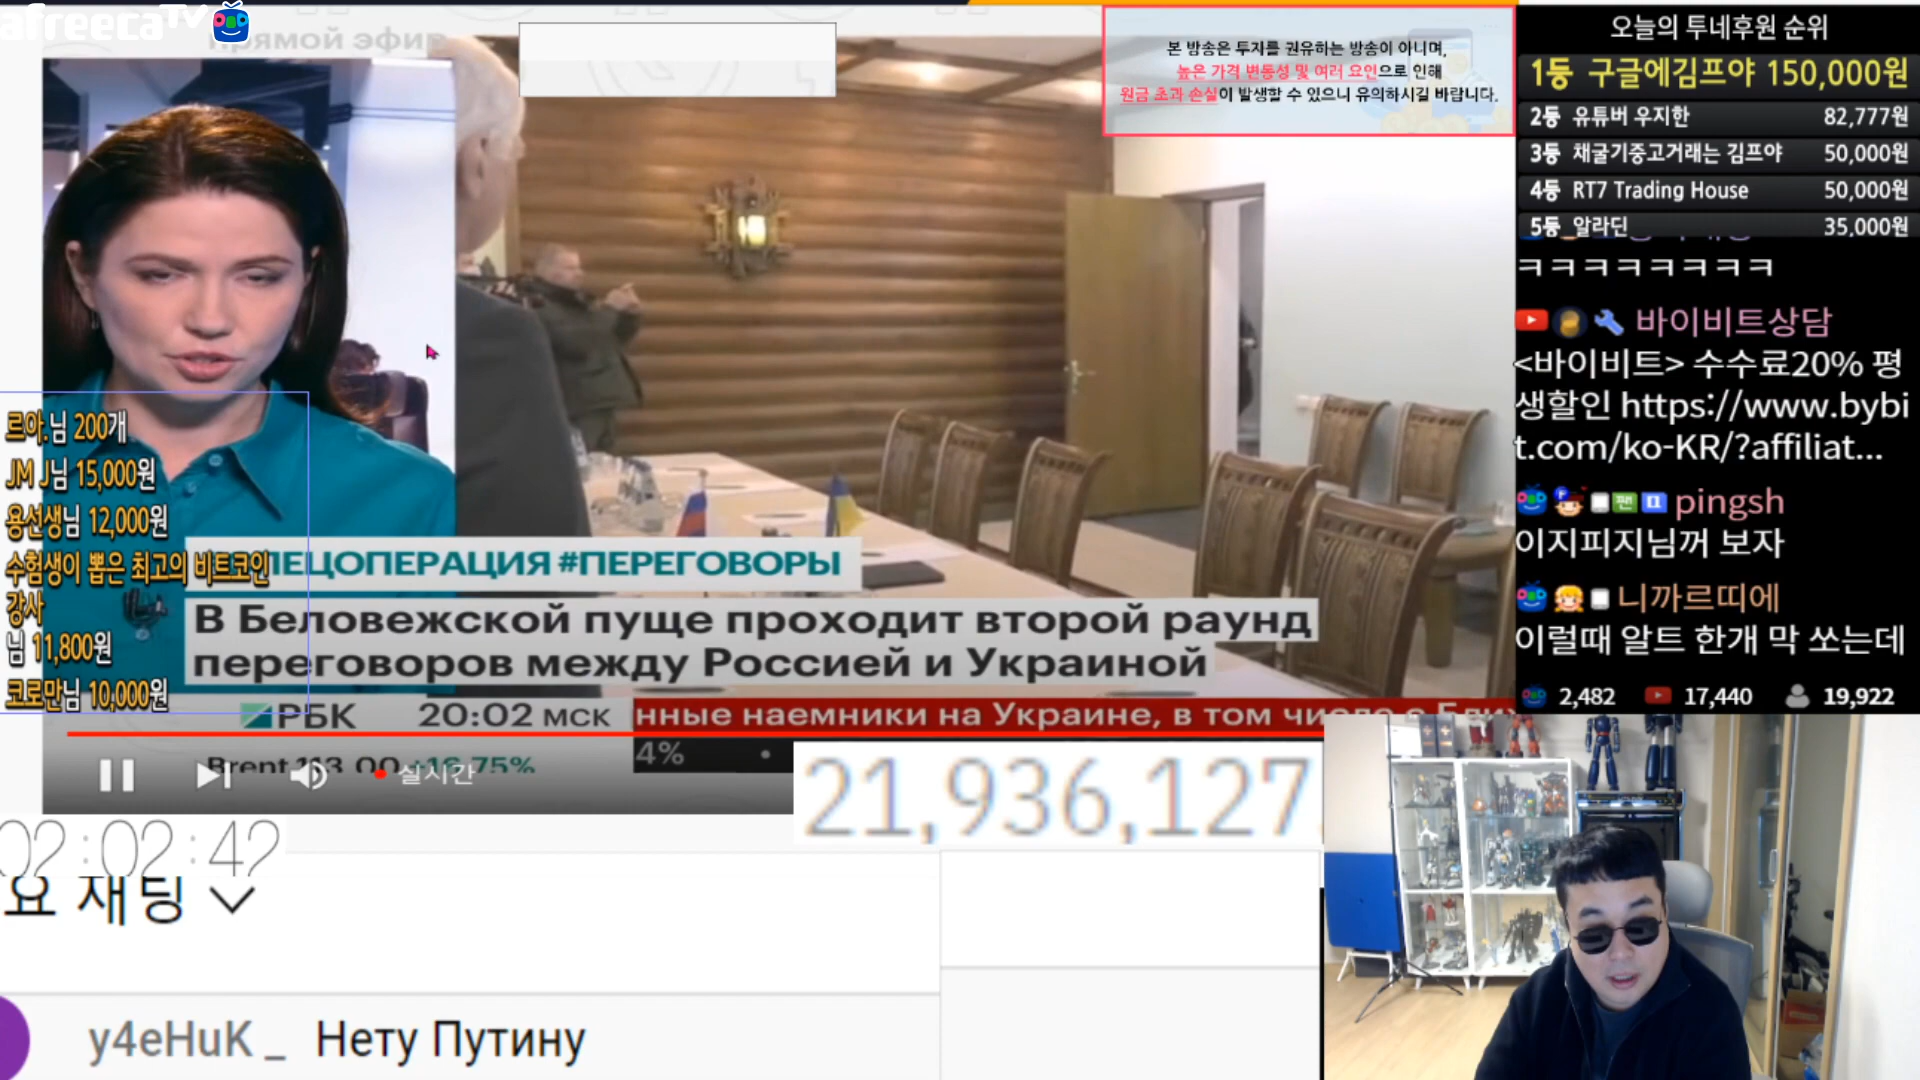 afreecaTV
прямой эфир
본 방송은 투자를 권유하는 방송이 아니며,
높은 가격 변동성 및 여러 요인으로 인해
원금 초과 손실이 발생할 수 있으니 유의하시길 바랍니다.
오늘의 투네후원 순위
1등 구글에김프야 150,000원
2등 유튜버 우지한 82,777원
3등 채굴기중고거래는 김프야 50,000원
4등 RT7 Trading House 50,000원
5등 알라딘 35,000원
ㅋㅋㅋㅋㅋㅋㅋㅋㅋ
바이비트상담
<바이비트> 수수료20% 평
생할인 https://www.bybi
t.com/ko-KR/?affiliat...
pingsh
이지피지님꺼 보자
니까르띠에
이럴때 알트 한개 막 쏘는데
2,482 17,440 19,922
르아.님 200개
JM J님 15,000원
용선생님 12,000원
수험생이 뽑은 최고의 비트코인
강사
님 11,800원
코로만님 10,000원
ПЕЦОПЕРАЦИЯ #ПЕРЕГОВОРЫ
В Беловежской пуще проходит второй раунд
переговоров между Россией и Украиной
РБК 20:02 МСК
нные наемники на Украине, в том числе с Бли
4%
실시간
21,936,127
02:02:42
요 채팅
y4eHuK _ Нету Путину